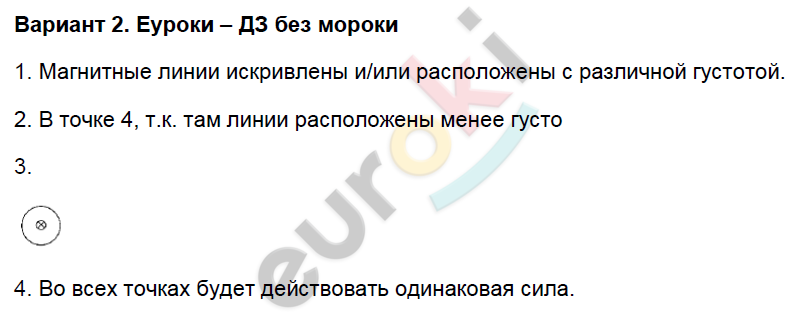 Вариант 2. Еуроки – ДЗ без мороки
1. Магнитные линии искривлены и/или расположены с различной густотой.
2. В точке 4, т.к. там линии расположены менее густо
3.
4. Во всех точках будет действовать одинаковая сила.
euroki